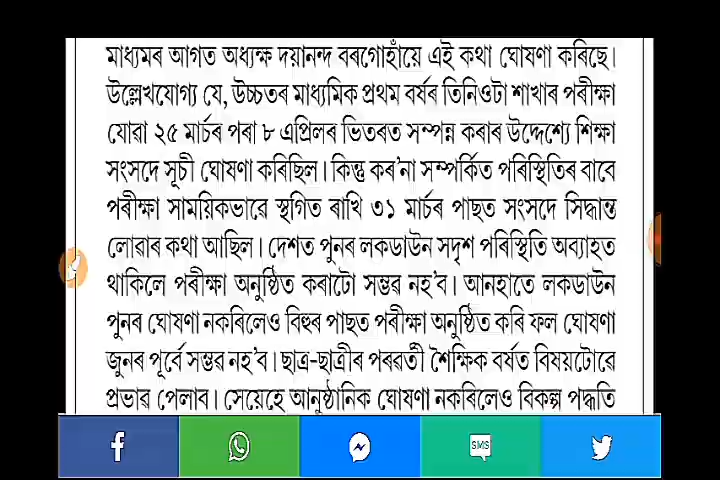 মাধ্যমৰ আগত অধ্যক্ষ দয়ানন্দ বৰগোহাঁয়ে এই কথা ঘোষণা কৰিছে।
উল্লেখযোগ্য যে, উচ্চতৰ মাধ্যমিক প্ৰথম বৰ্ষৰ তিনিওটা শাখাৰ পৰীক্ষা
যোৱা ২৫ মাৰ্চৰ পৰা ৮ এপ্ৰিলৰ ভিতৰত সম্পন্ন কৰাৰ উদ্দেশ্যে শিক্ষা
সংসদে সূচী ঘোষণা কৰিছিল। কিন্তু কৰ'না সম্পৰ্কিত পৰিস্থিতিৰ বাবে
পৰীক্ষা সাময়িকভাৱে স্থগিত ৰাখি ৩১ মাৰ্চৰ পাছত সংসদে সিদ্ধান্ত
লোৱাৰ কথা আছিল। দেশত পুনৰ লকডাউন সদৃশ পৰিস্থিতি অব্যাহত
থাকিলে পৰীক্ষা অনুষ্ঠিত কৰাটো সম্ভৱ নহ'ব। আনহাতে লকডাউন
পুনৰ ঘোষণা নকৰিলেও বিহুৰ পাছত পৰীক্ষা অনুষ্ঠিত কৰি ফল ঘোষণা
জুনৰ পূৰ্বে সম্ভৱ নহ'ব। ছাত্ৰ-ছাত্ৰীৰ পৰৱৰ্তী শৈক্ষিক বৰ্ষত বিষয়টোৱে
প্ৰভাৱ পেলাব। সেয়েহে আনুষ্ঠানিক ঘোষণা নকৰিলেও বিকল্প পদ্ধতি
SMS